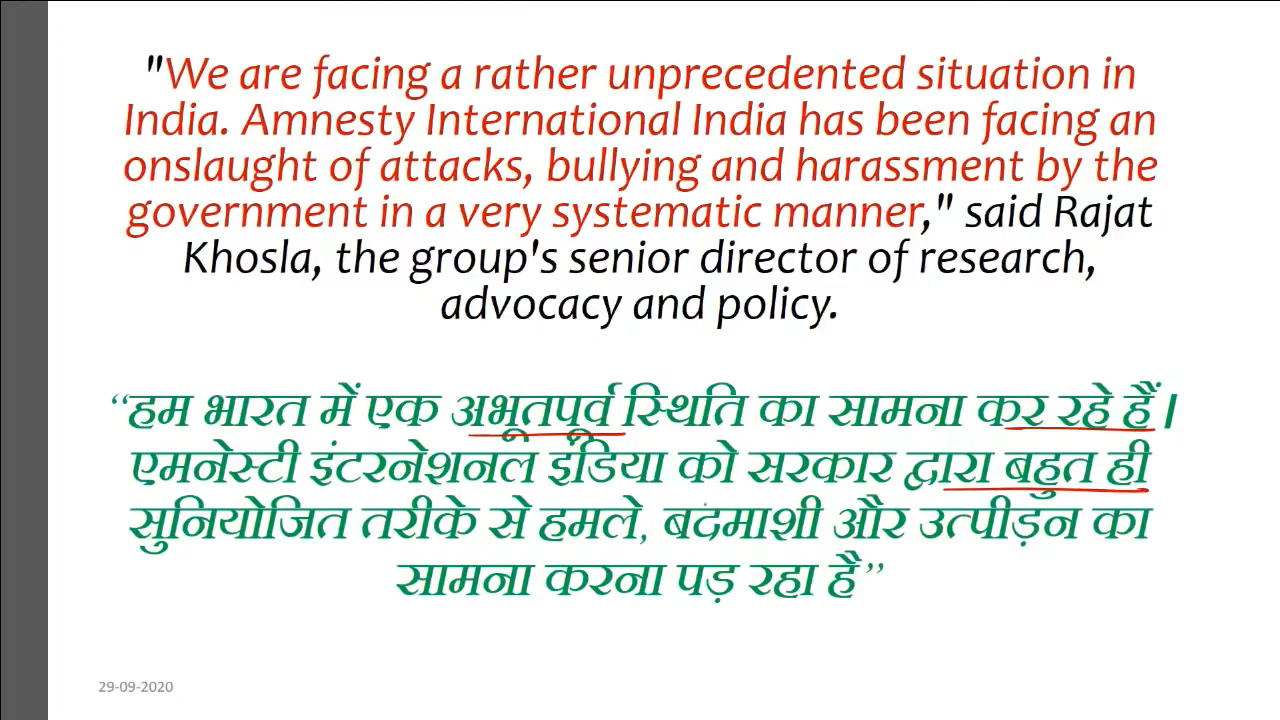 "We are facing a rather unprecedented situation in
India. Amnesty International India has been facing an
onslaught of attacks, bullying and harassment by the
government in a very systematic manner," said Rajat
Khosla, the group's senior director of research,
advocacy and policy.
“हम भारत में एक अभूतपूर्व स्थिति का सामना कर रहे हैं।
एमनेस्टी इंटरनेशनल इंडिया को सरकार द्वारा बहुत ही
सुनियोजित तरीके से हमले, बदमाशी और उत्पीड़न का
सामना करना पड़ रहा है”
29-09-2020